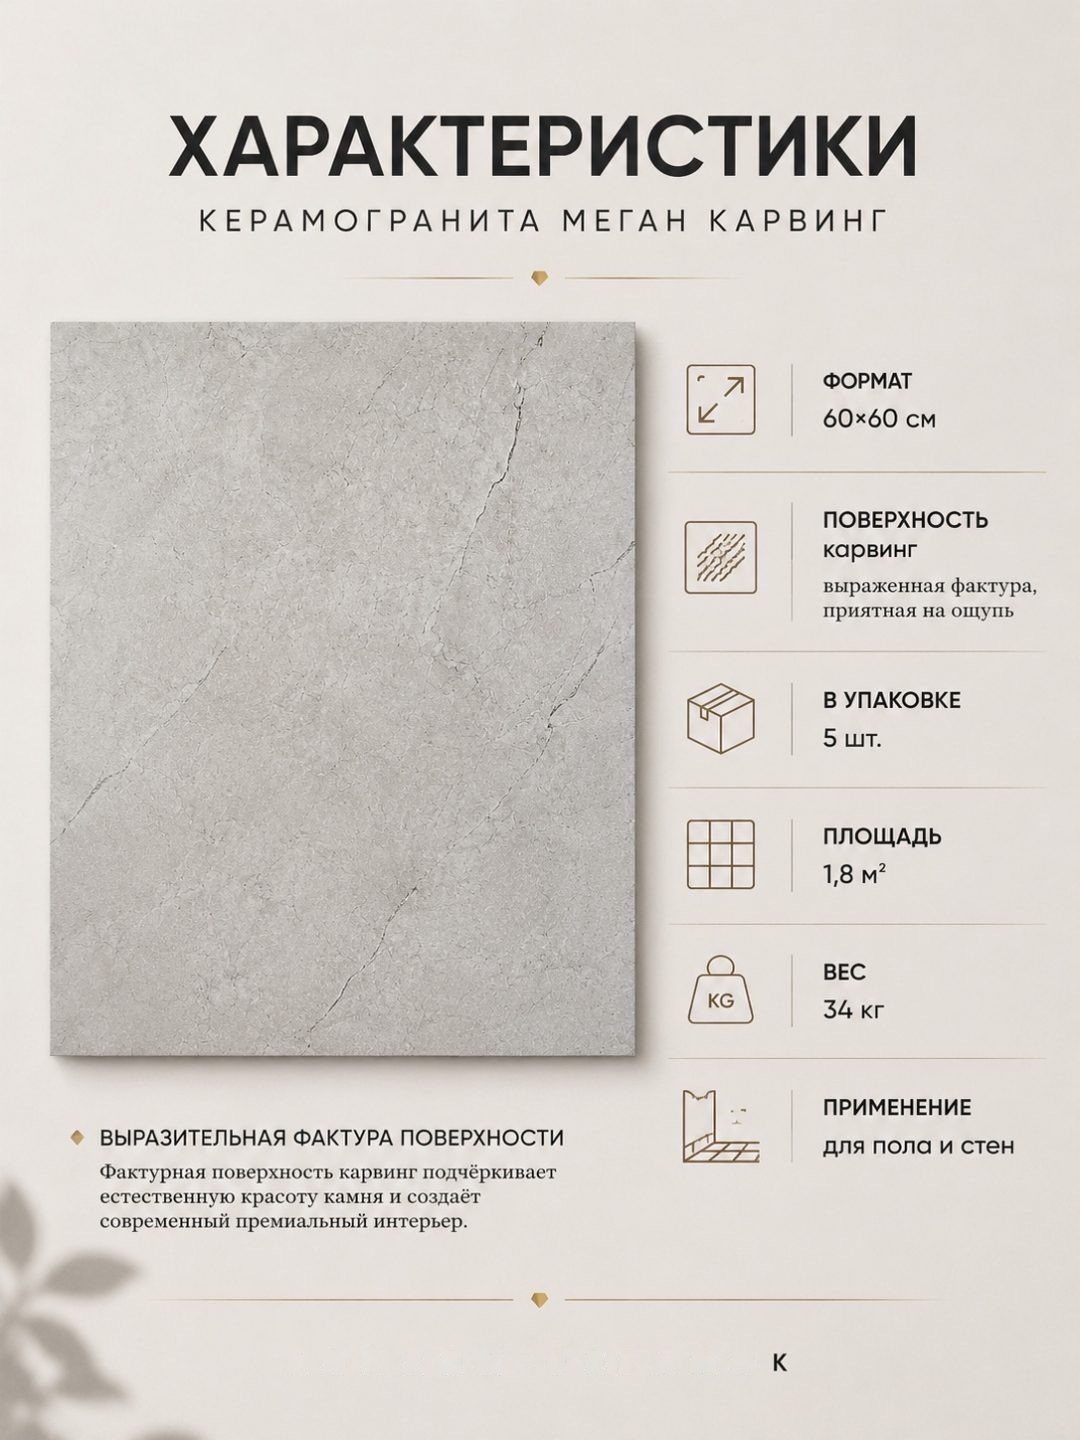 ХАРАКТЕРИСТИКИ
КЕРАМОГРАНИТА МЕГАН КАРВИНГ
ФОРМАТ
60×60 см
ПОВЕРХНОСТЬ
карвинг
выраженная фактура,
приятная на ощупь
В УПАКОВКЕ
5 шт.
ПЛОЩАДЬ
1,8 м²
KG
ВЕС
34 кг
ПРИМЕНЕНИЕ
для пола и стен
ВЫРАЗИТЕЛЬНАЯ ФАКТУРА ПОВЕРХНОСТИ
Фактурная поверхность карвинг подчёркивает
естественную красоту камня и создаёт
современный премиальный интерьер.
К